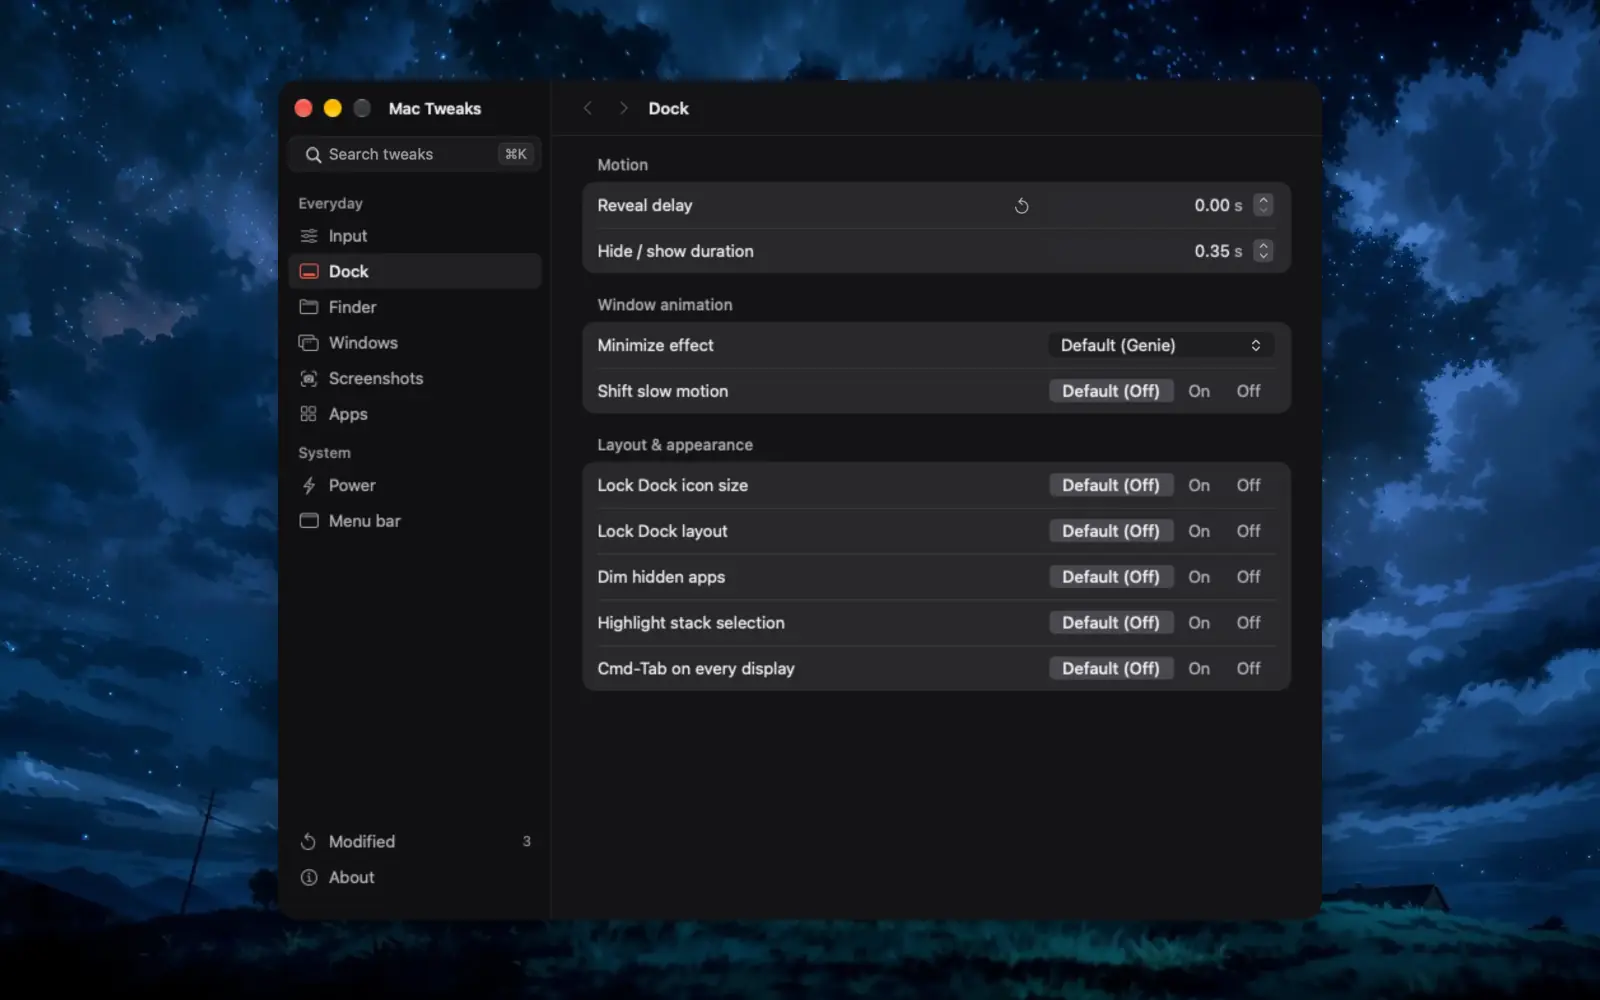 Mac Tweaks
Search tweaks ⌘K
Everyday
Input
Dock
Finder
Windows
Screenshots
Apps
System
Power
Menu bar
Modified 3
About
Dock
Motion
Reveal delay 0.00 s
Hide / show duration 0.35 s
Window animation
Minimize effect Default (Genie)
Shift slow motion Default (Off) On Off
Layout & appearance
Lock Dock icon size Default (Off) On Off
Lock Dock layout Default (Off) On Off
Dim hidden apps Default (Off) On Off
Highlight stack selection Default (Off) On Off
Cmd-Tab on every display Default (Off) On Off